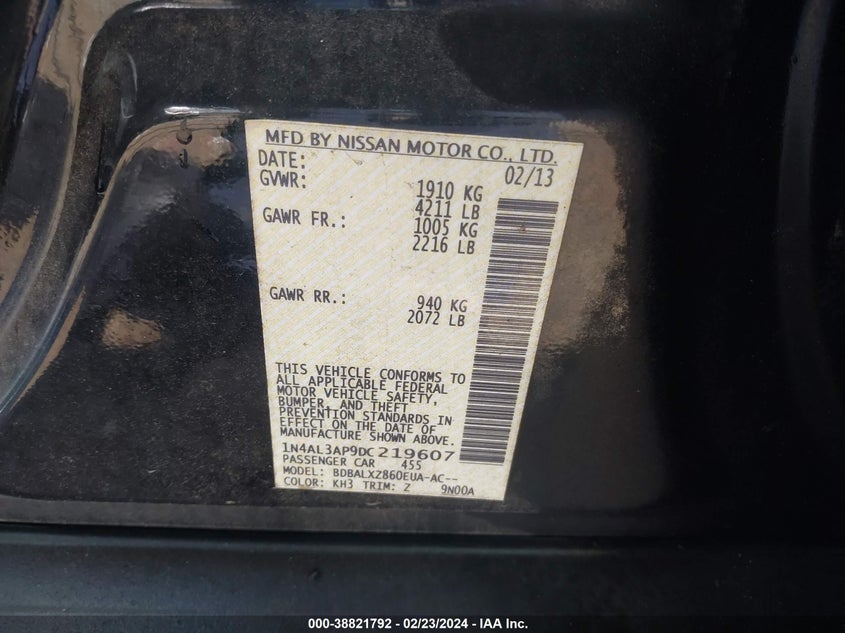 MFD BY NISSAN MOTOR CO., LTD.
DATE: 02/13
GVWR: 1910 KG
4211 LB
GAWR FR.: 1005 KG
2216 LB
GAWR RR.: 940 KG
2072 LB
THIS VEHICLE CONFORMS TO
ALL APPLICABLE FEDERAL
MOTOR VEHICLE SAFETY,
BUMPER, AND THEFT
PREVENTION STANDARDS IN
EFFECT ON THE DATE OF
MANUFACTURE SHOWN ABOVE.
1N4AL3AP9DC219607
PASSENGER CAR 455
MODEL: BDBALXZ860EUA-AC--
COLOR: KH3 TRIM: Z 9N00A
000-38821792 - 02/23/2024 - IAA Inc.